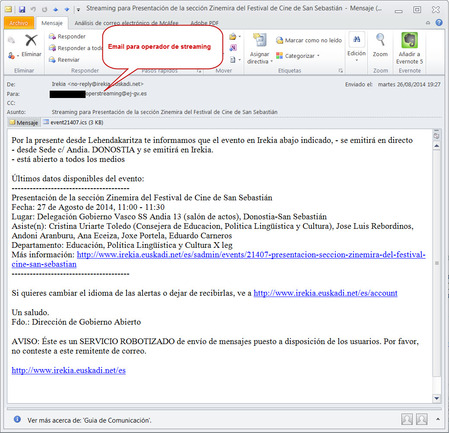 Streaming para Presentación de la sección Zinemira del Festival de Cine de San Sebastián - Mensaje (...
Archivo Mensaje Análisis de correo electrónico de McAfee Adobe PDF
Eliminar
Responder
Responder a todos
Reenviar
Email para operador de streaming
Asignar directiva
Marcar como no leído
Categorizar
Edición
Zoom
Añadir a Evernote 5
Eliminar Responder Pasos rápidos Mover Etiquetas Zoom Evernote
De: Irekia <no-reply@irekia.euskadi.net> Enviado el: martes 26/08/2014 19:27
Para: operstreaming@ej-gv.es
CC:
Asunto: Streaming para Presentación de la sección Zinemira del Festival de Cine de San Sebastián
Mensaje event21407.ics (3 KB)
Por la presente desde Lehendakaritza te informamos que el evento en Irekia abajo indicado, - se emitirá en directo
- desde Sede c/ Andia. DONOSTIA y se emitirá en Irekia.
- está abierto a todos los medios
Últimos datos disponibles del evento:
----------------------------------
Presentación de la sección Zinemira del Festival de Cine de San Sebastián
Fecha: 27 de Agosto de 2014, 11:00 - 11:30
Lugar: Delegación Gobierno Vasco SS Andia 13 (salón de actos), Donostia-San Sebastián
Asiste(n): Cristina Uriarte Toledo (Consejera de Educacion, Politica Lingüística y Cultura), Jose Luis Rebordinos,
Andoni Aranburu, Ana Eceiza, Joxe Portela, Eduardo Carneros
Departamento: Educación, Política Lingüística y Cultura X leg
Más información: http://www.irekia.euskadi.net/es/sadmin/events/21407-presentacion-seccion-zinemira-del-festival-
cine-san-sebastian
----------------------------------
Si quieres cambiar el idioma de las alertas o dejar de recibirlas, ve a http://www.irekia.euskadi.net/es/account
Un saludo.
Fdo.: Dirección de Gobierno Abierto
AVISO: Éste es un SERVICIO ROBOTIZADO de envío de mensajes puesto a disposición de los usuarios. Por favor,
no conteste a este remitente de correo.
http://www.irekia.euskadi.net/es
Ver más acerca de: 'Guia de Comunicación'.